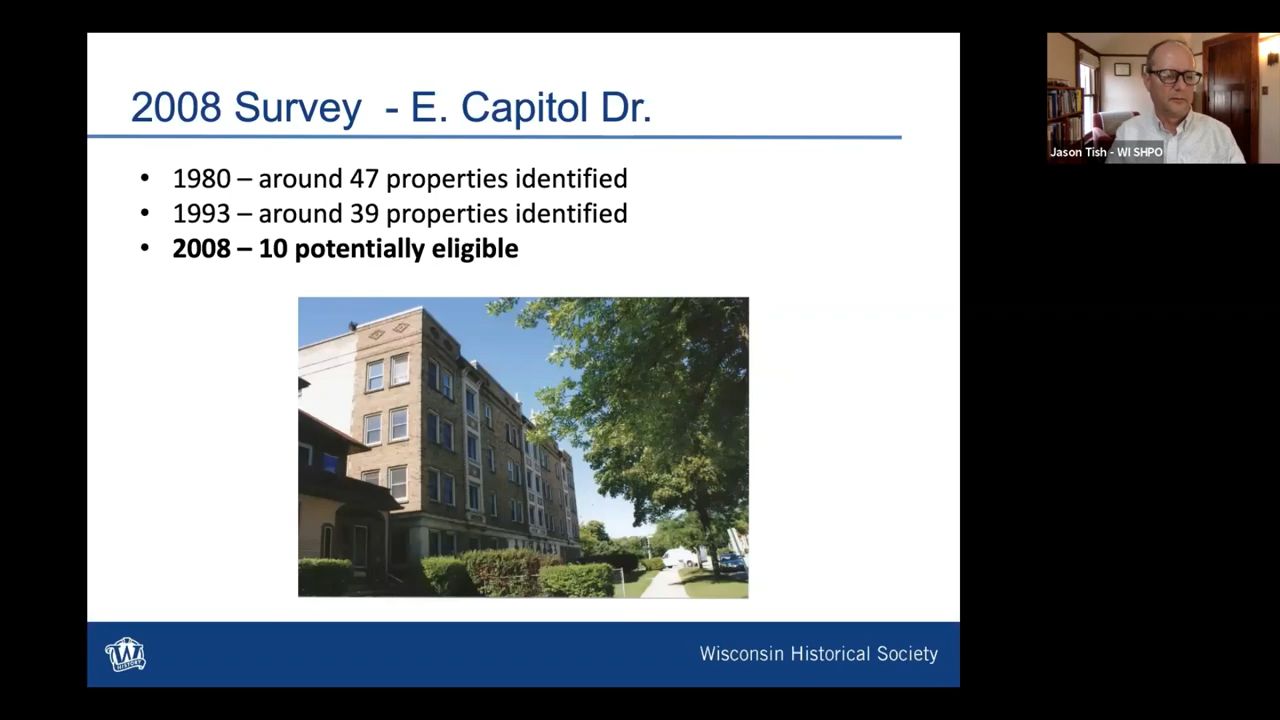 2008 Survey - E. Capitol Dr.
• 1980 – around 47 properties identified
• 1993 – around 39 properties identified
• 2008 – 10 potentially eligible
Jason Tish - WI SHPO
W
HISTORY
Wisconsin Historical Society